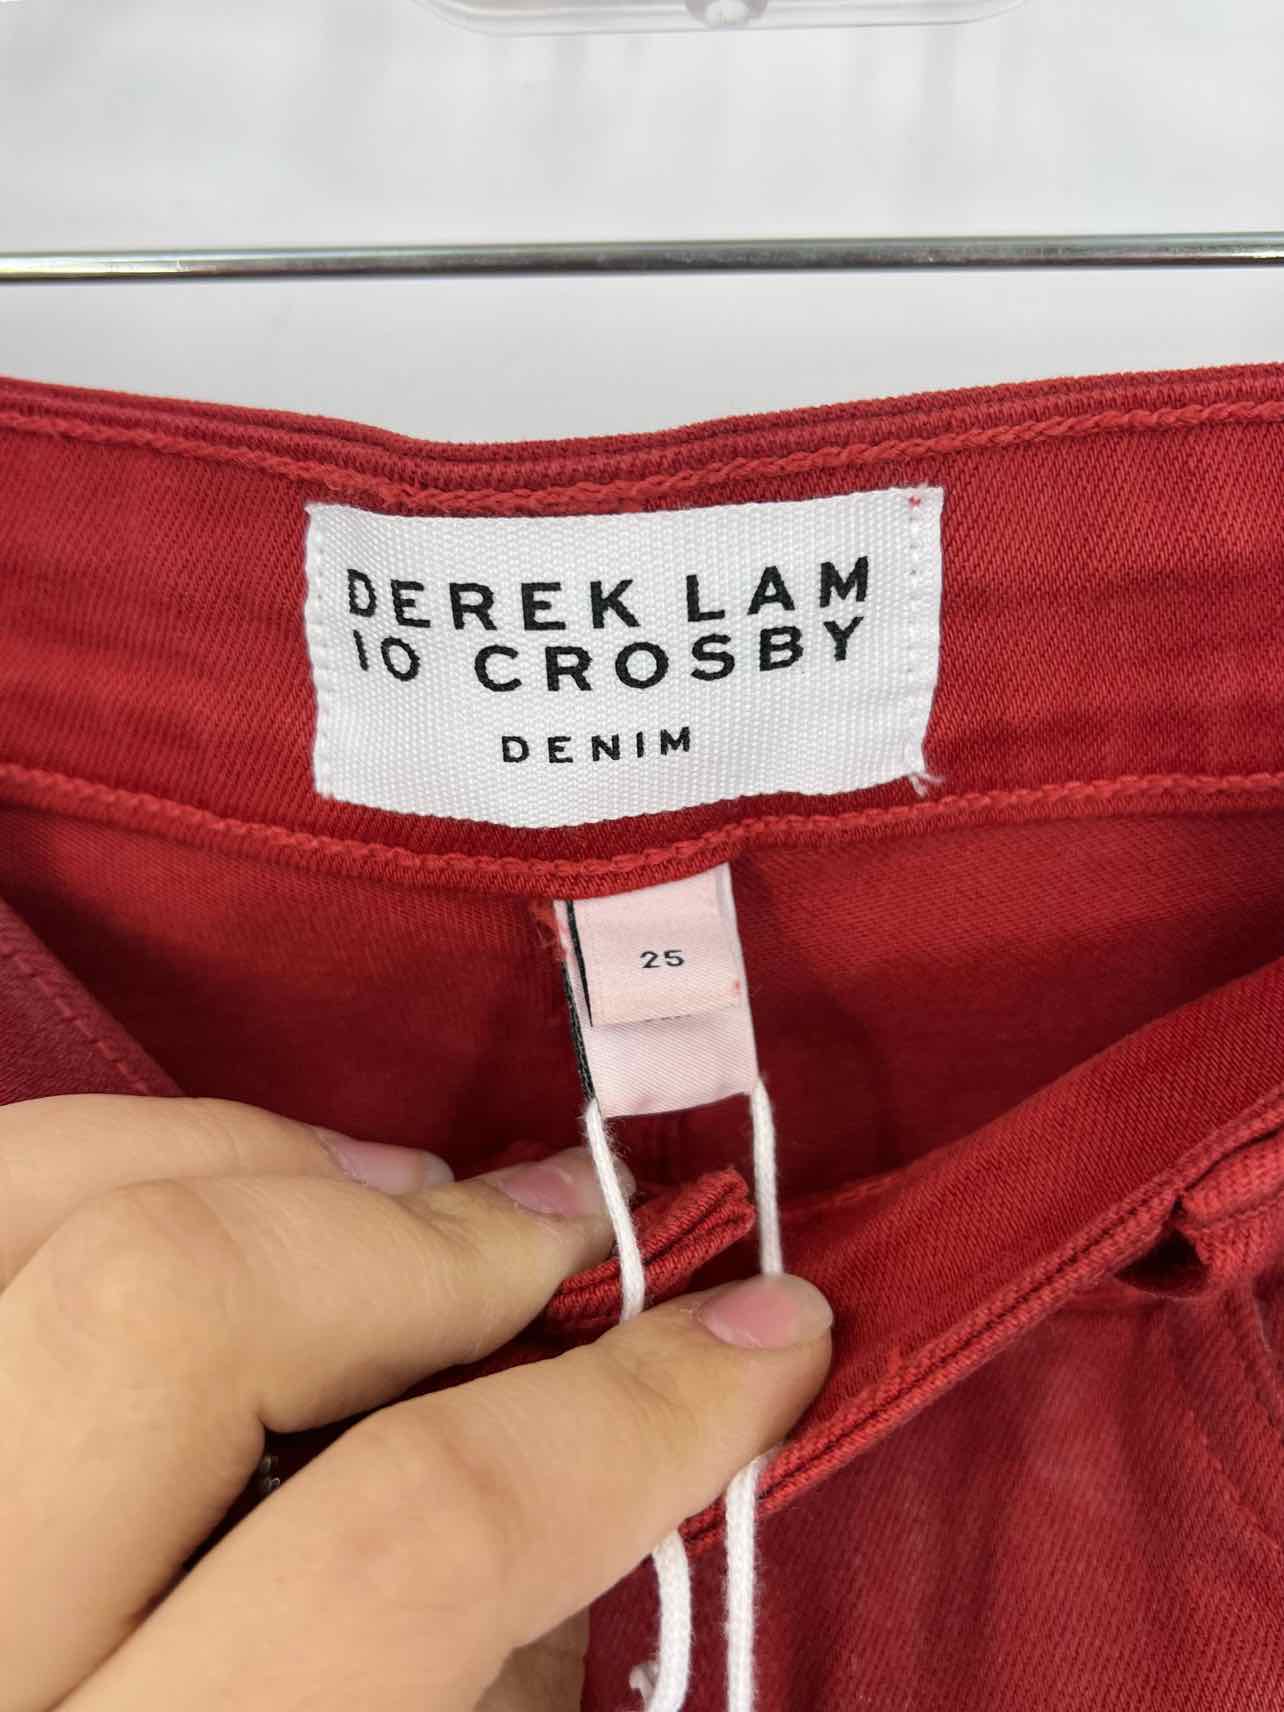 DEREK LAM
10 CROSBY
DENIM
25